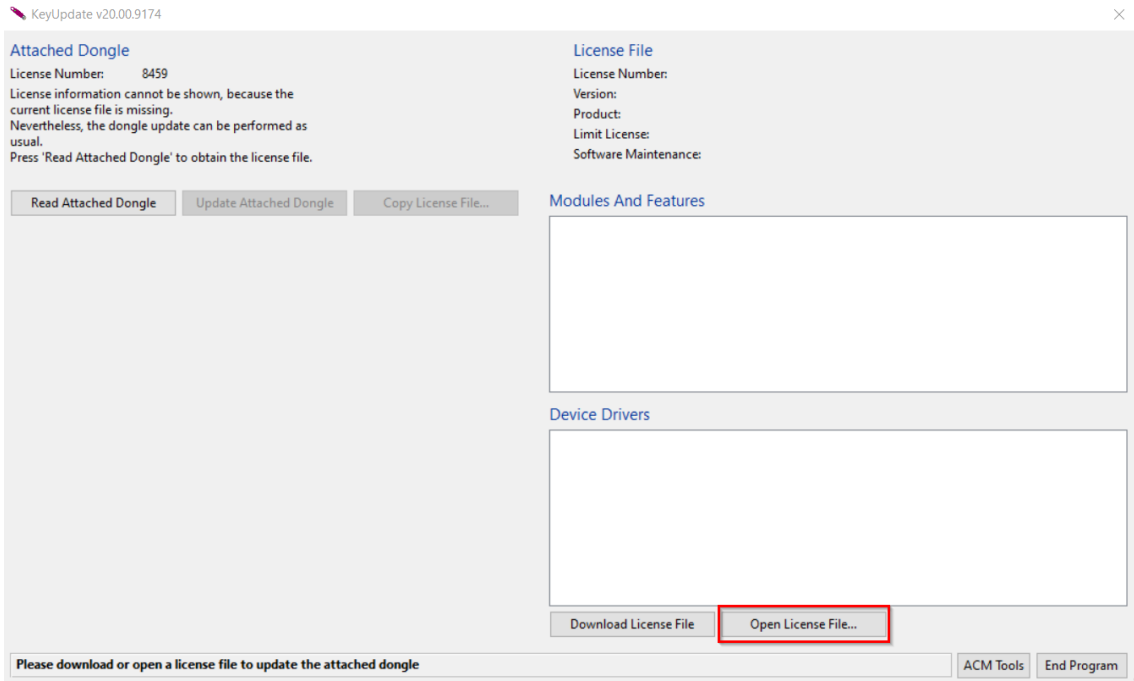 KeyUpdate v20.00.9174
Attached Dongle
License Number: 8459
License information cannot be shown, because the
current license file is missing.
Nevertheless, the dongle update can be performed as
usual.
Press 'Read Attached Dongle' to obtain the license file.
Read Attached Dongle
Update Attached Dongle
Copy License File...
License File
License Number:
Version:
Product:
Limit License:
Software Maintenance:
Modules And Features
Device Drivers
Download License File
Open License File...
Please download or open a license file to update the attached dongle
ACM Tools
End Program